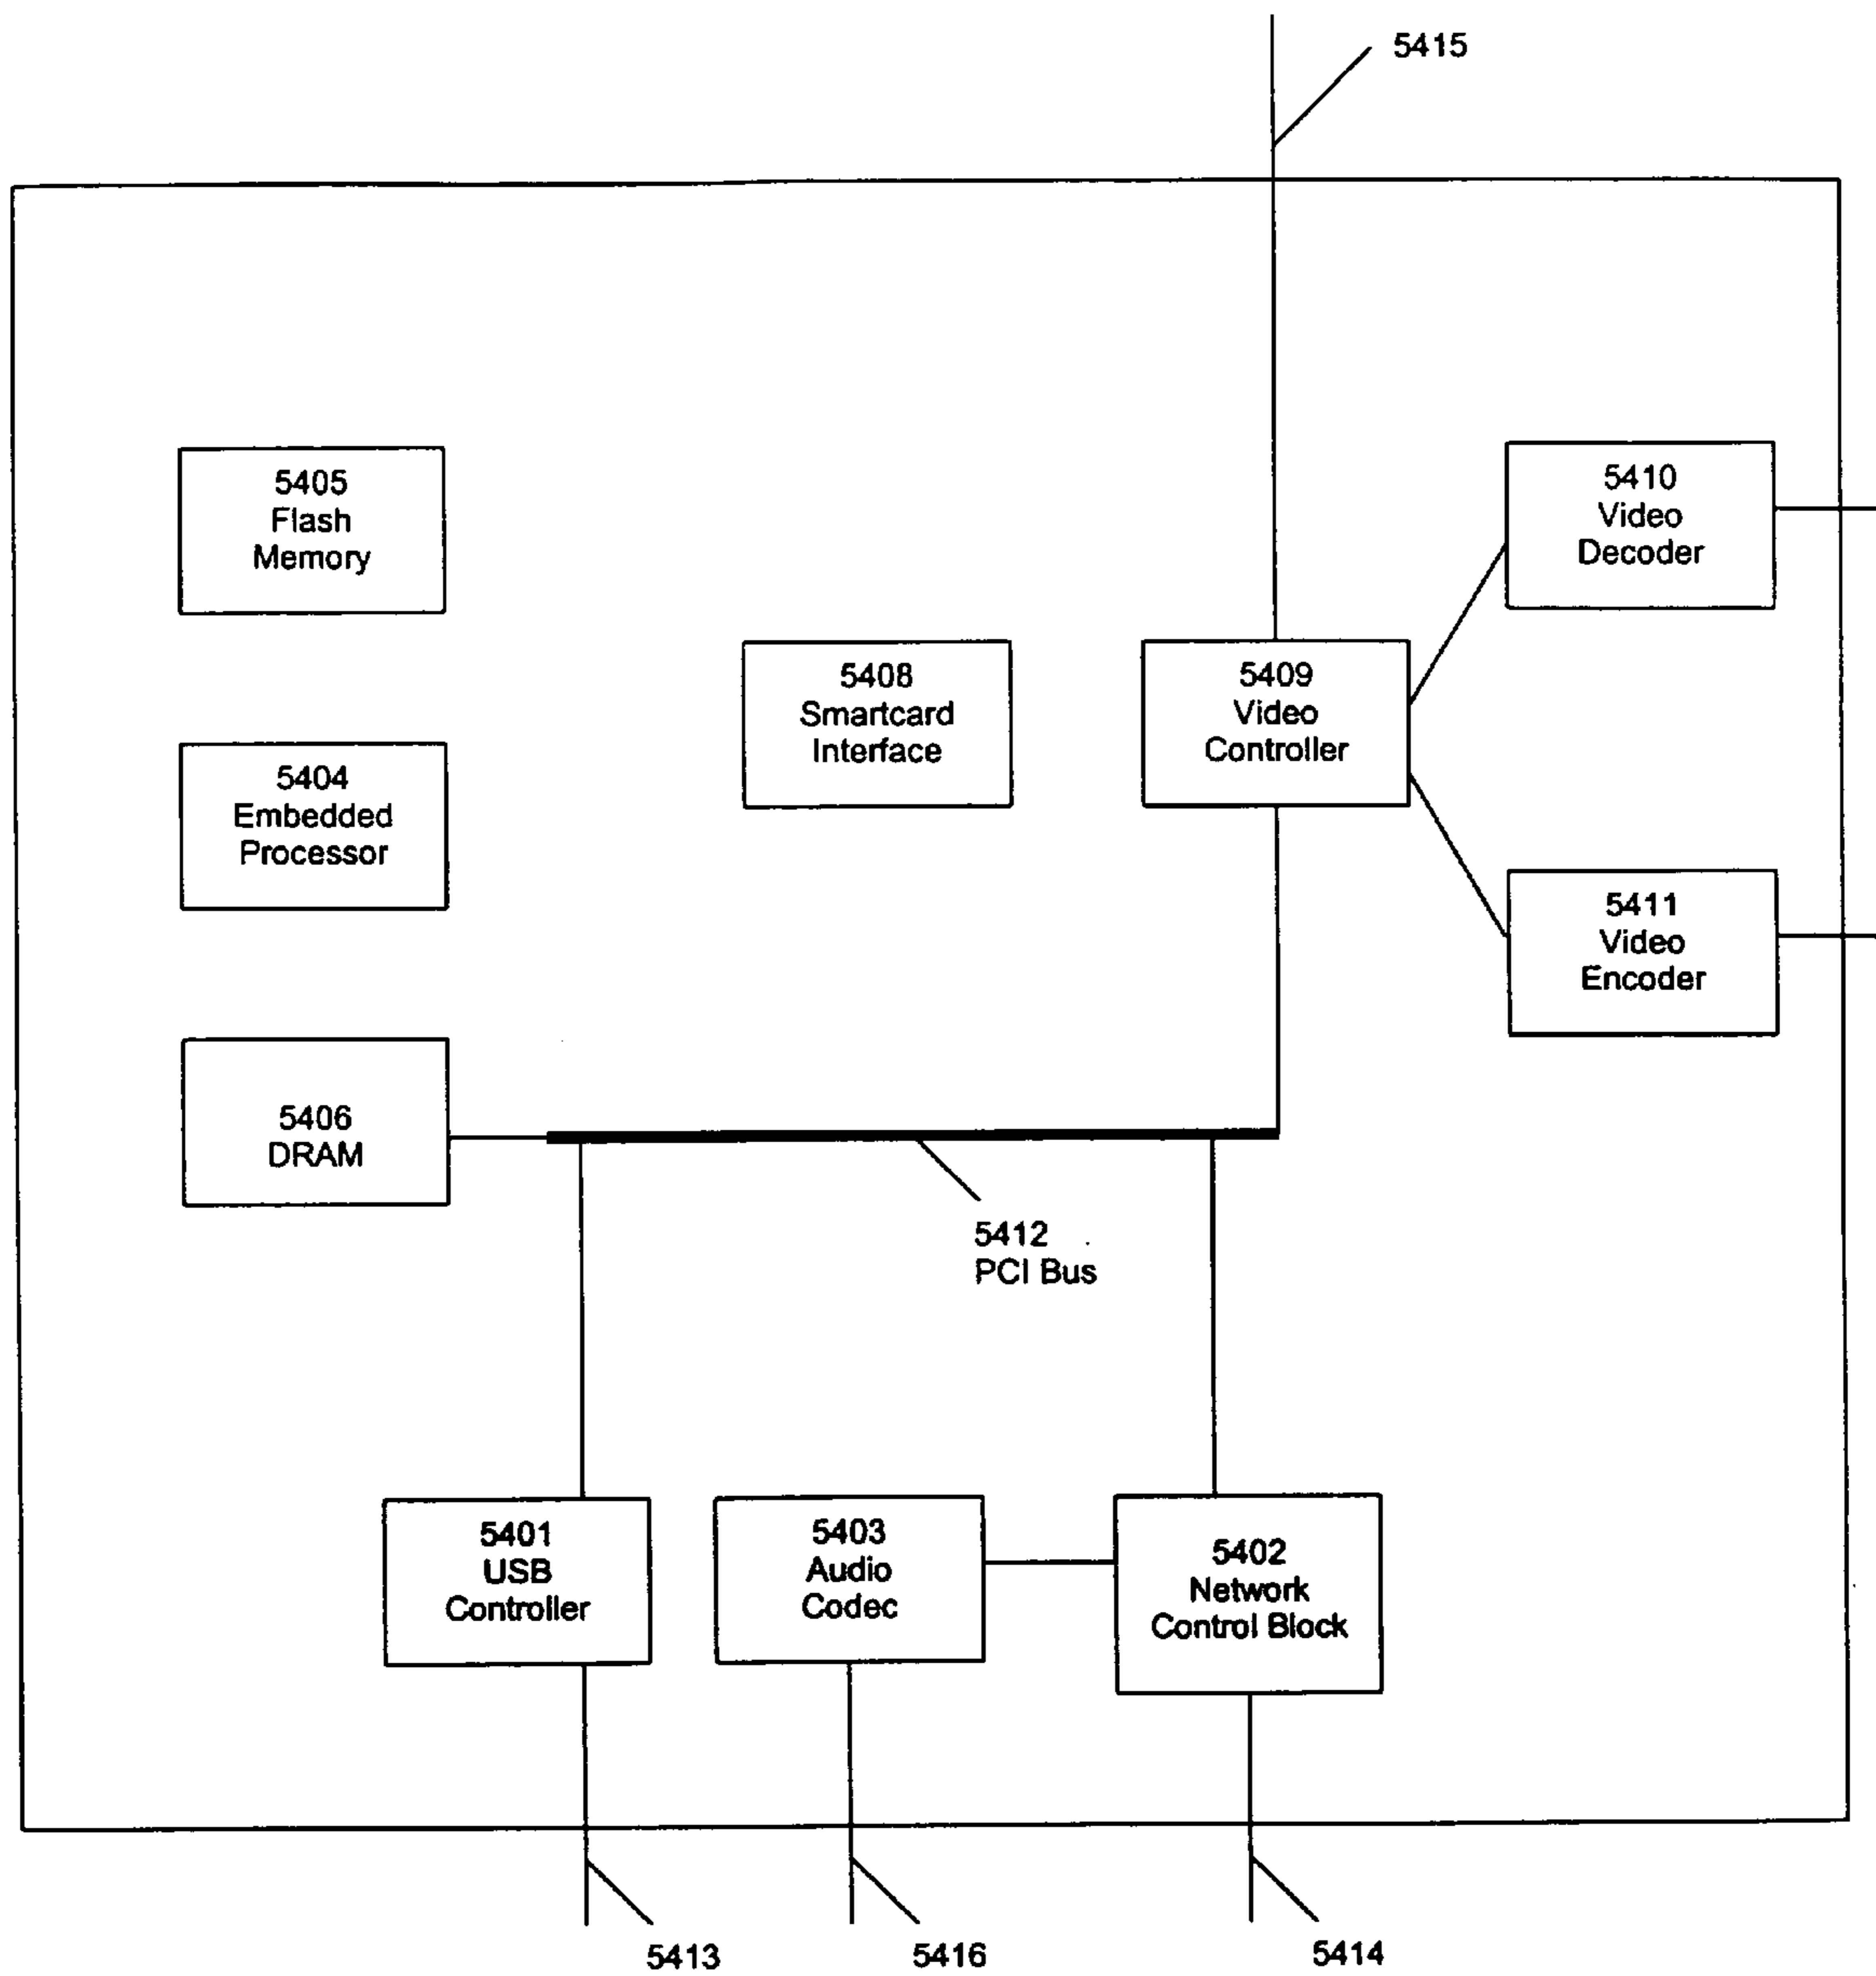 5415
5405
Flash
Memory
5410
Video
Decoder
5408
Smartcard
Interface
5409
Video
Controller
5404
Embedded
Processor
5411
Video
Encoder
5406
DRAM
5412
PCI Bus
5401
USB
Controller
5403
Audio
Codec
5402
Network
Control Block
5413
5416
5414